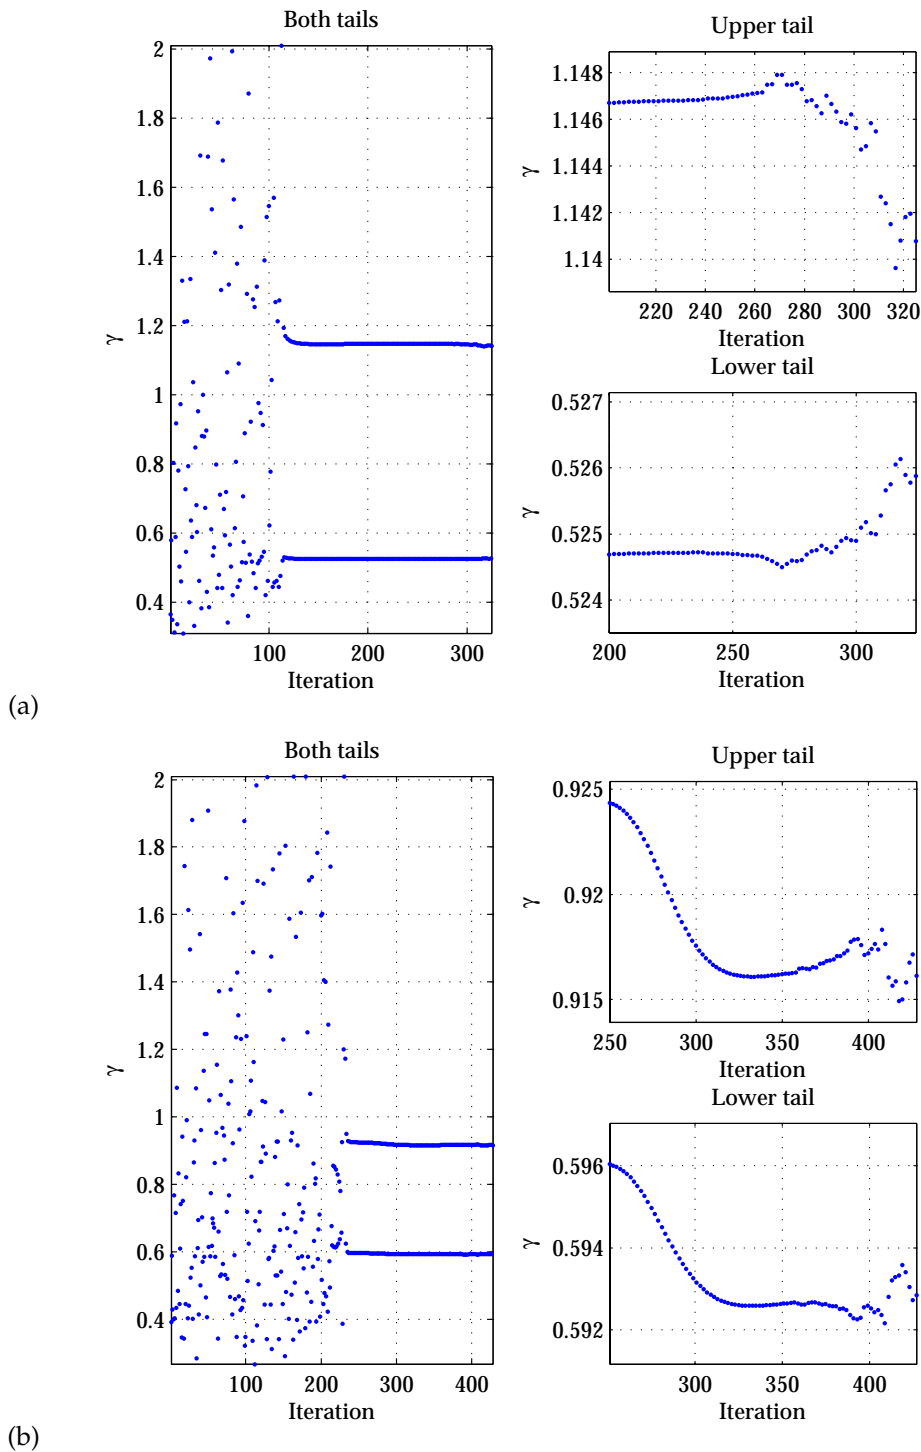 Both tails
2
1.8
1.6
1.4
1.2
1
0.8
0.6
0.4
γ
100 200 300
Iteration
Upper tail
1.148
1.146
1.144
1.142
1.14
γ
220 240 260 280 300 320
Iteration
Lower tail
0.527
0.526
0.525
0.524
γ
200 250 300
Iteration
(a)
Both tails
2
1.8
1.6
1.4
1.2
1
0.8
0.6
0.4
γ
100 200 300 400
Iteration
Upper tail
0.925
0.92
0.915
γ
250 300 350 400
Iteration
Lower tail
0.596
0.594
0.592
γ
300 350 400
Iteration
(b)